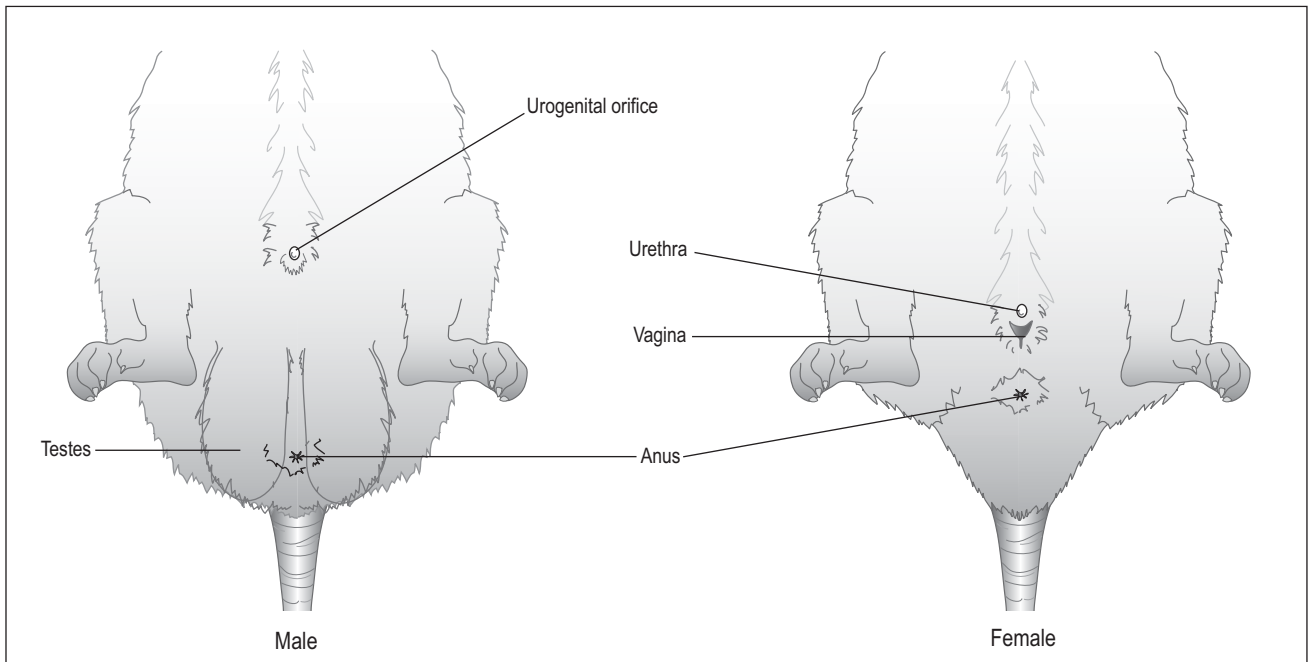 Urogenital orifice
Urethra
Vagina
Testes
Anus
Male
Female